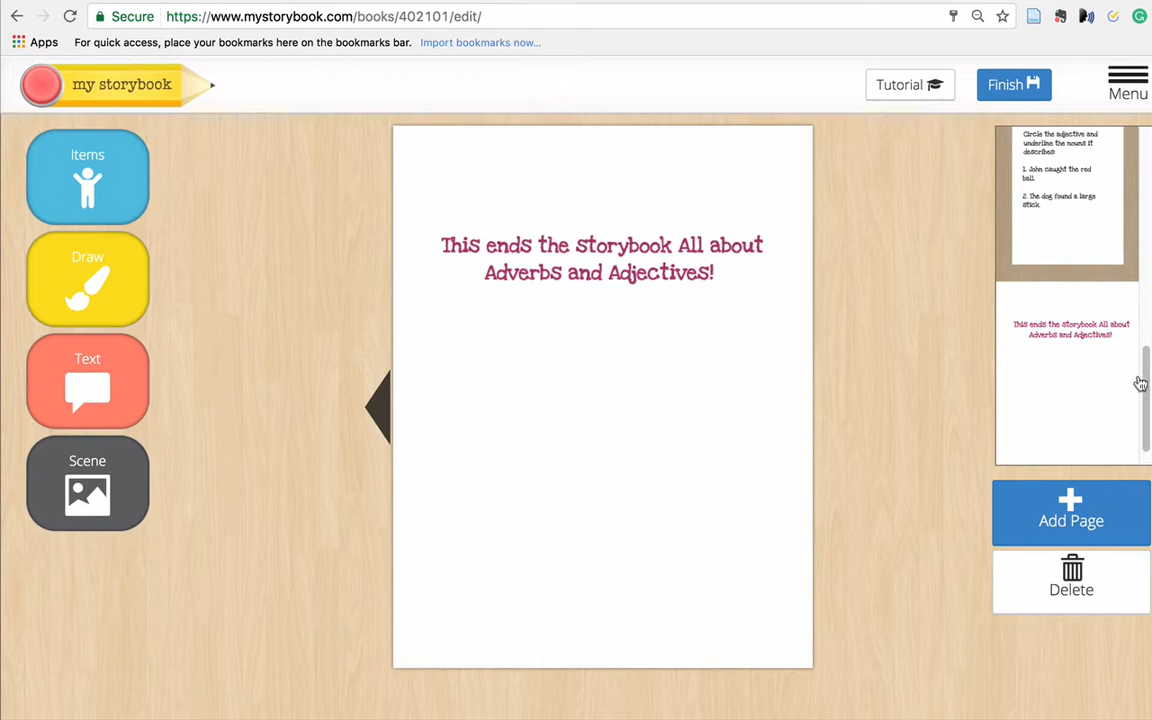 Secure https://www.mystorybook.com/books/402101/edit/
Apps For quick access, place your bookmarks here on the bookmarks bar. Import bookmarks now...
my storybook
Tutorial
Finish
Menu
Items
Draw
Text
Scene
This ends the storybook All about
Adverbs and Adjectives!
Circle the adjective and
underline the nouns it
describes:
1. John caught the red
ball.
2. The dog found a large
stick.
This ends the storybook All about
Adverbs and Adjectives!
Add Page
Delete